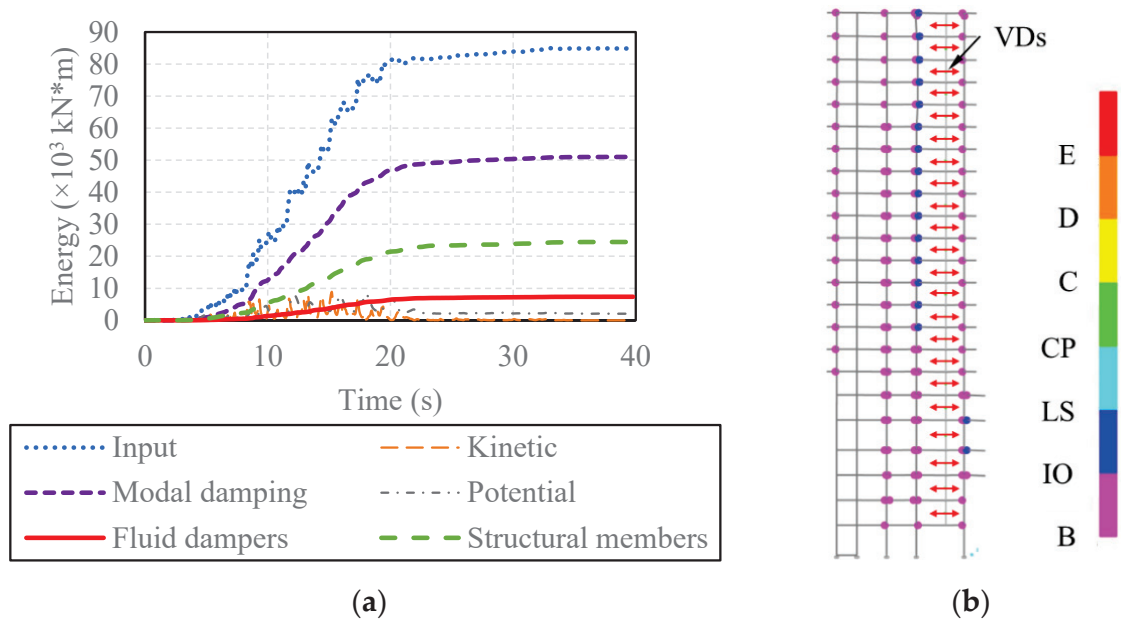 90
80
70
60
50
40
30
20
10
0
Energy (×10³ kN*m)
0 10 20 30 40
Time (s)
Input Kinetic
Modal damping Potential
Fluid dampers Structural members
(a)
VDs
E
D
C
CP
LS
IO
B
(b)